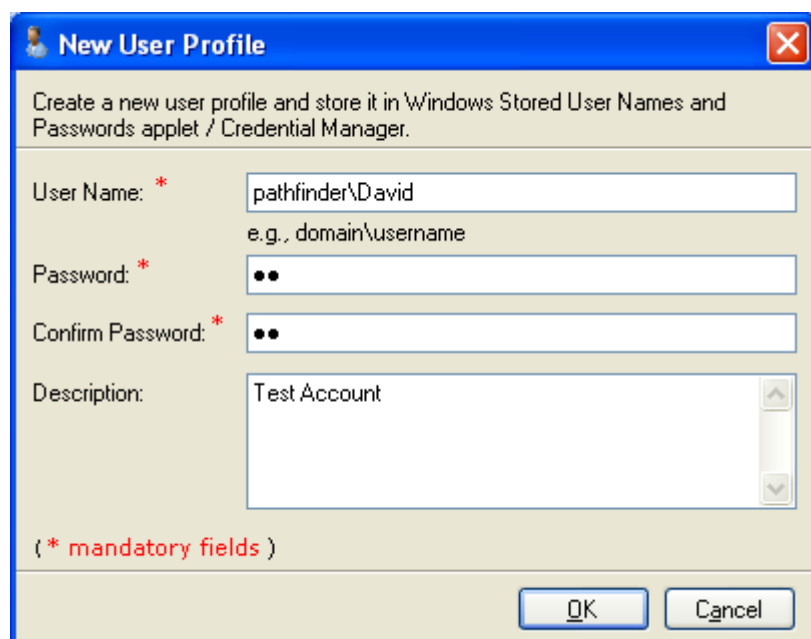 New User Profile
Create a new user profile and store it in Windows Stored User Names and
Passwords applet / Credential Manager.
User Name: * pathfinder\David
e.g., domain\username
Password: * ●●
Confirm Password: * ●●
Description: Test Account
(* mandatory fields )
OK Cancel